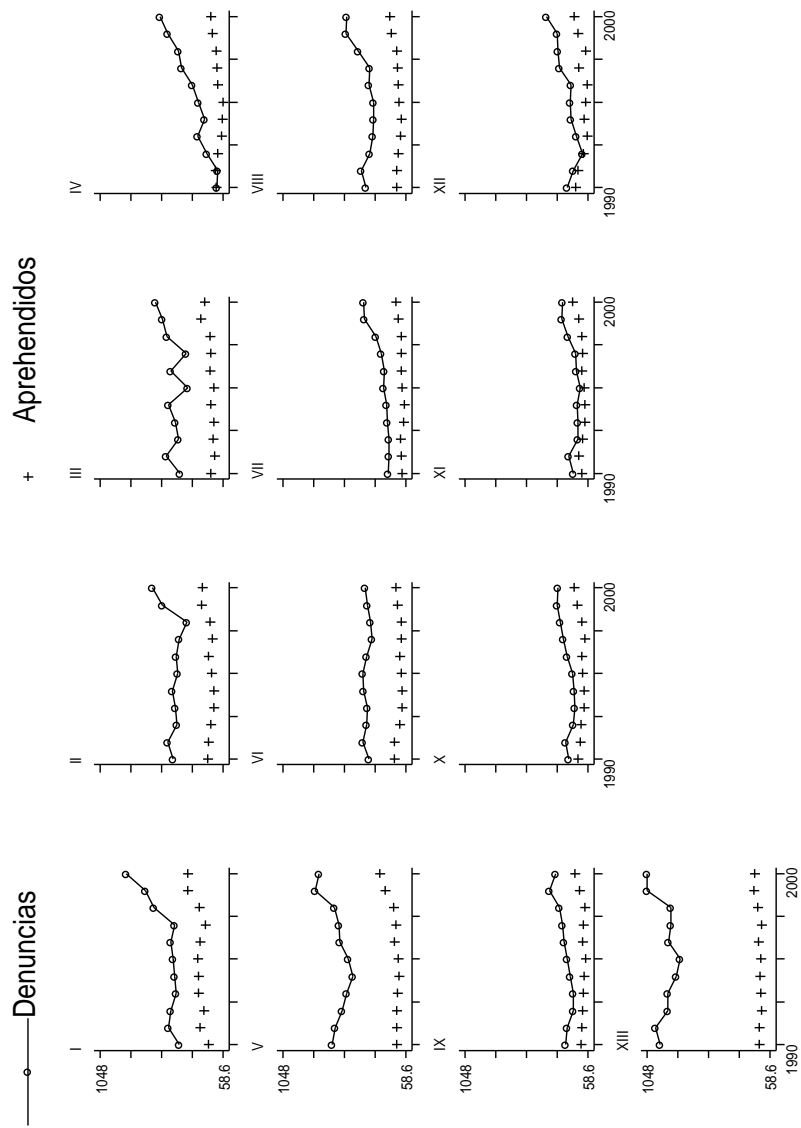 Denuncias + Aprehendidos
I II III IV
1048
58.6
V VI VII VIII
1048
58.6
IX X XI XII
1048
58.6
1990 2000 1990 2000 1990 2000
XIII
1048
58.6
1990 2000